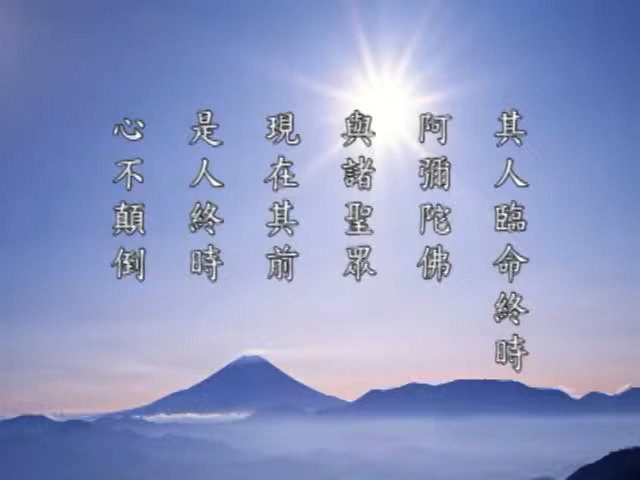 其人臨命終時
阿彌陀佛
與諸聖眾
現在其前
是人終時
心不顛倒